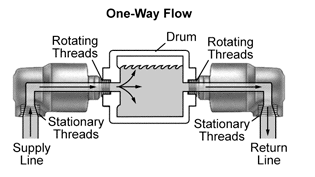 One-Way Flow
Drum
Rotating
Threads
Rotating
Threads
Stationary
Threads
Stationary
Threads
Supply
Line
Return
Line